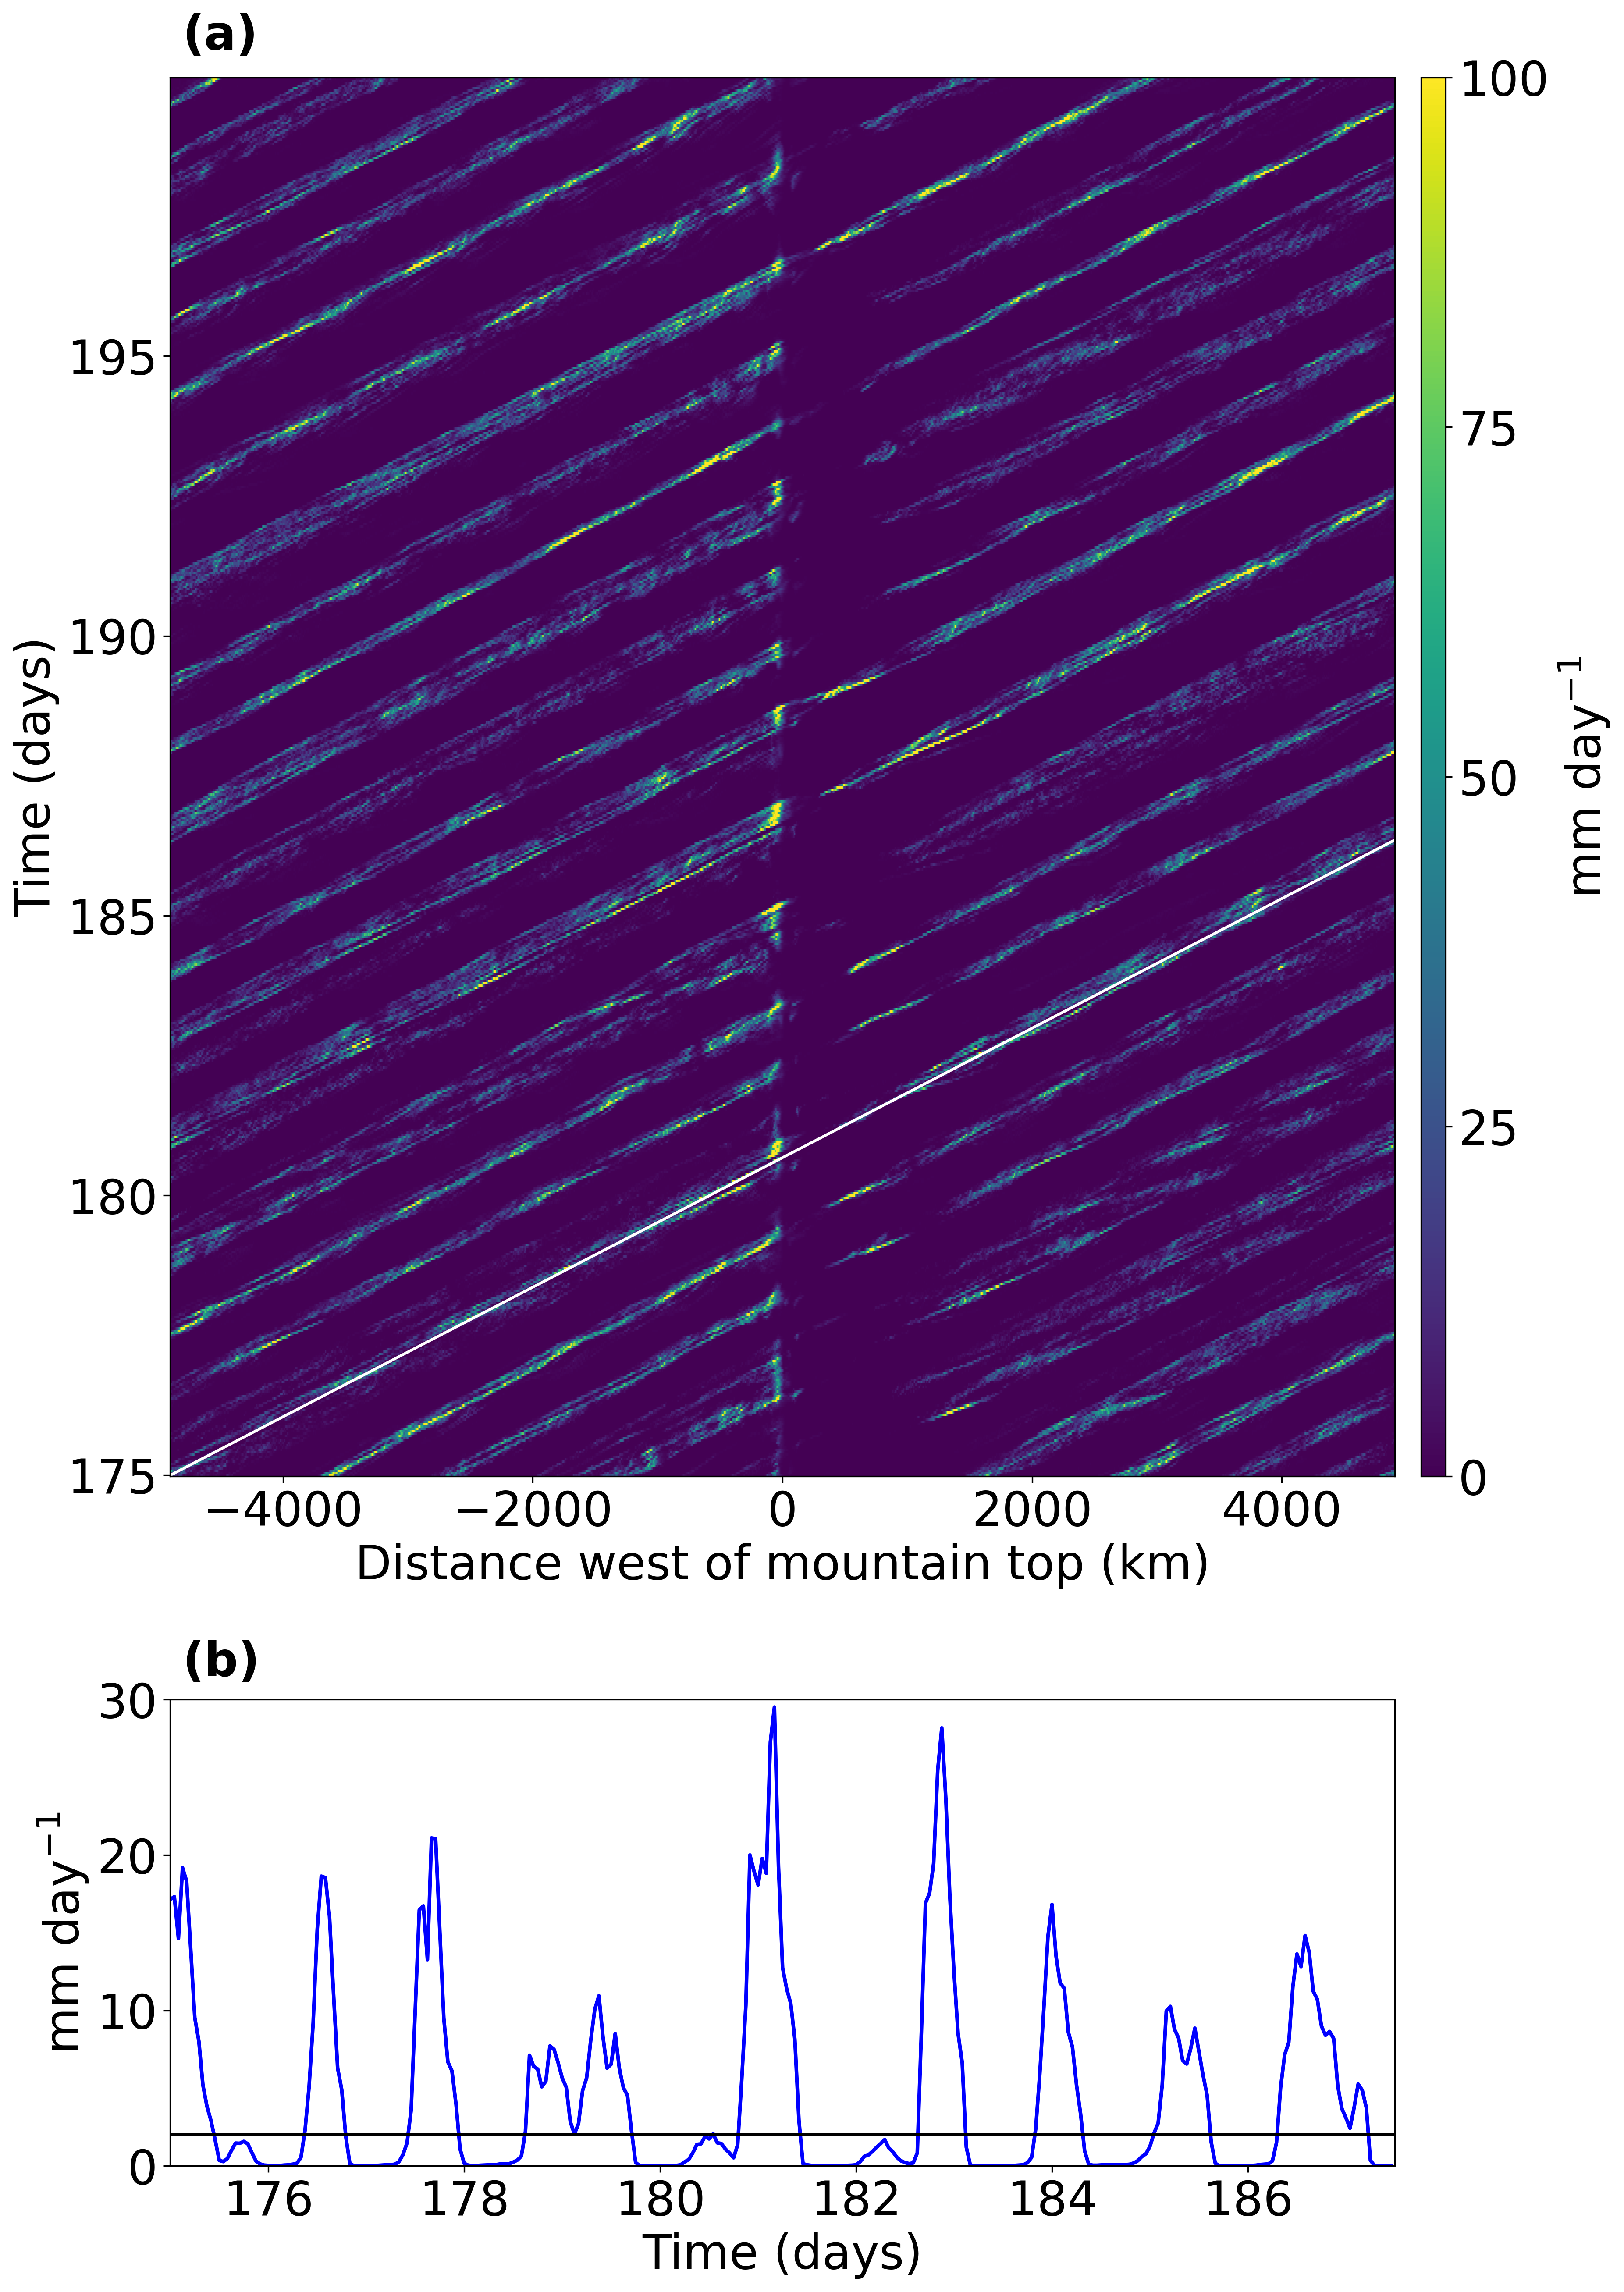 (a)
195
190
185
180
175
Time (days)
−4000 −2000 0 2000 4000
Distance west of mountain top (km)
100
75
50
25
0
mm day⁻¹
(b)
30
20
10
0
mm day⁻¹
176 178 180 182 184 186
Time (days)